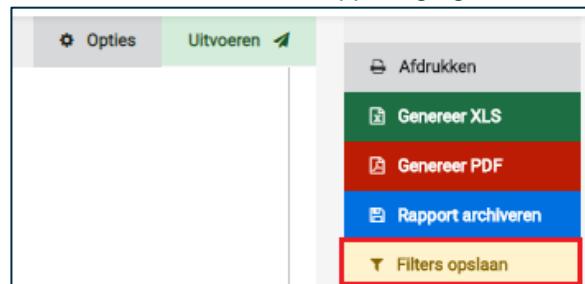 Opties
Uitvoeren
Afdrukken
Genereer XLS
Genereer PDF
Rapport archiveren
Filters opslaan